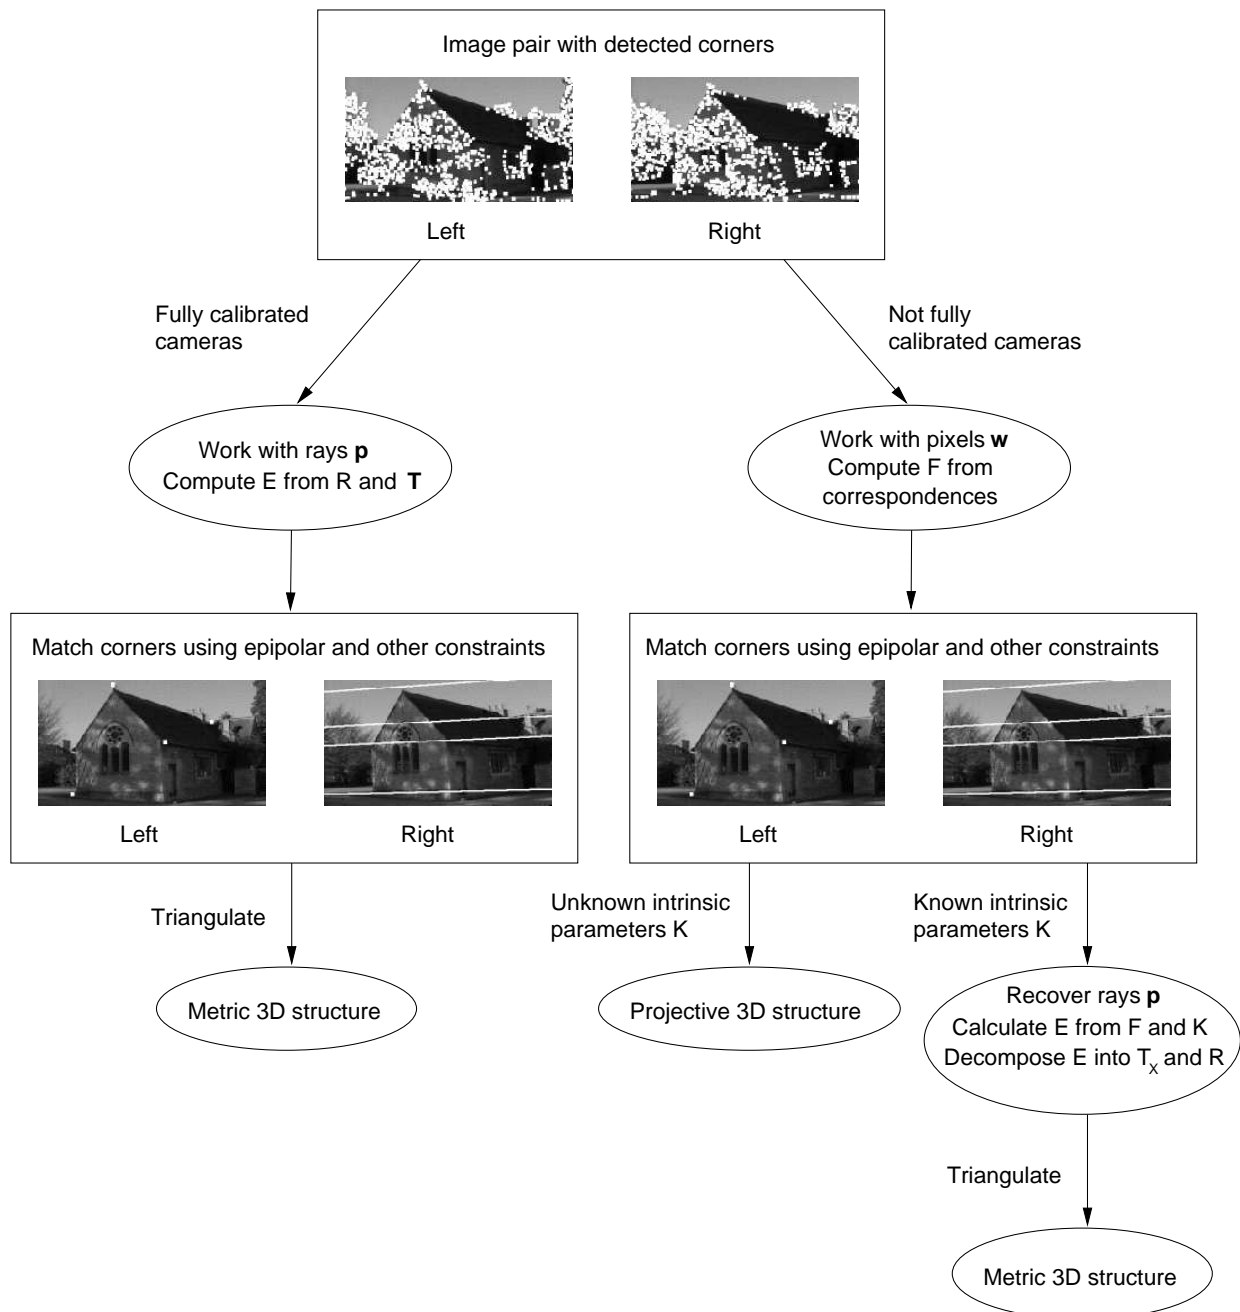 Image pair with detected corners
Left
Right
Fully calibrated
cameras
Not fully
calibrated cameras
Work with rays p
Compute E from R and T
Work with pixels w
Compute F from
correspondences
Match corners using epipolar and other constraints
Left
Right
Match corners using epipolar and other constraints
Left
Right
Triangulate
Unknown intrinsic
parameters K
Known intrinsic
parameters K
Metric 3D structure
Projective 3D structure
Recover rays p
Calculate E from F and K
Decompose E into Tx and R
Triangulate
Metric 3D structure